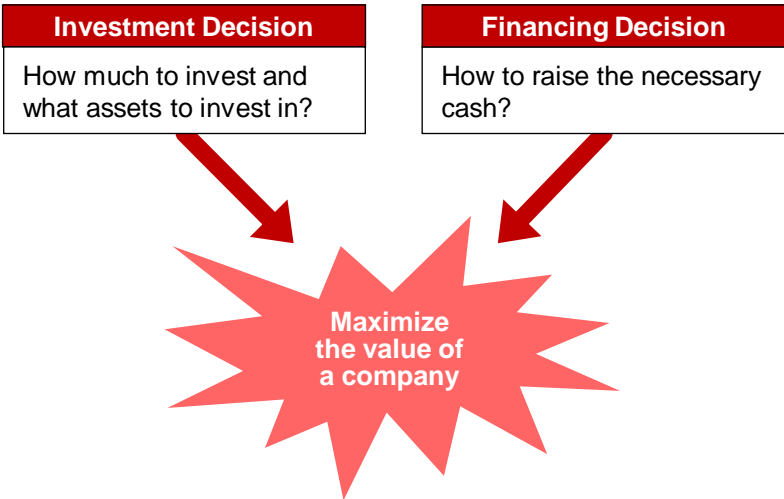 Investment Decision
How much to invest and
what assets to invest in?
Financing Decision
How to raise the necessary
cash?
Maximize
the value of
a company